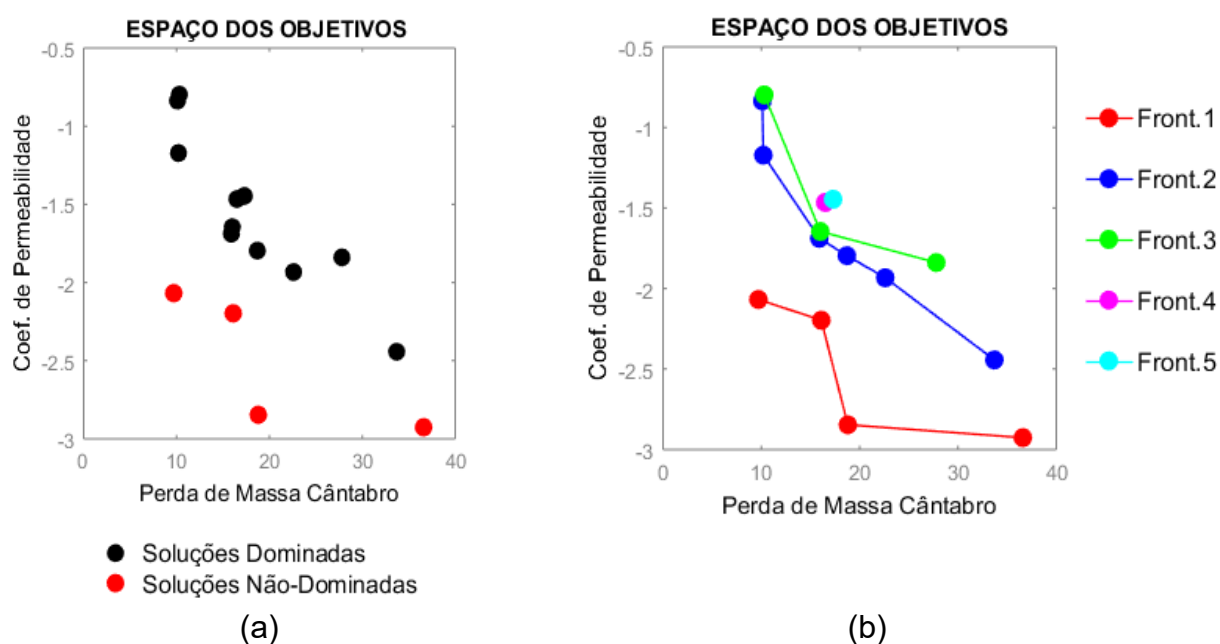 ESPAÇO DOS OBJETIVOS
-0.5
-1
-1.5
-2
-2.5
-3
0 10 20 30 40
Coef. de Permeabilidade
Perda de Massa Cântabro
Soluções Dominadas
Soluções Não-Dominadas
(a)
ESPAÇO DOS OBJETIVOS
-0.5
-1
-1.5
-2
-2.5
-3
0 10 20 30 40
Coef. de Permeabilidade
Perda de Massa Cântabro
Front.1
Front.2
Front.3
Front.4
Front.5
(b)